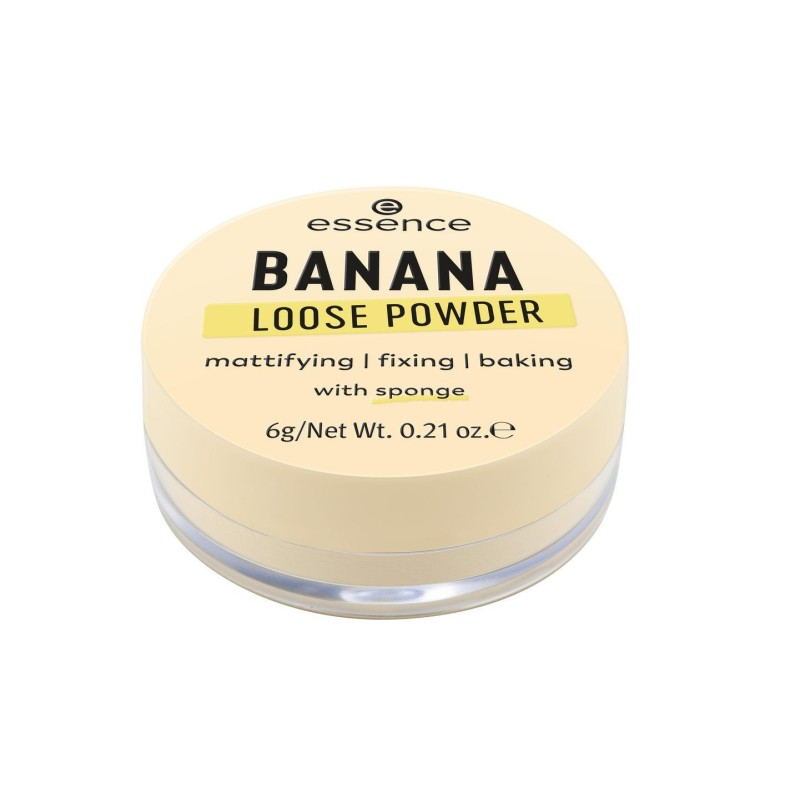 essence
BANANA
LOOSE POWDER
mattifying | fixing | baking
with sponge
6g/Net Wt. 0.21 oz.℮